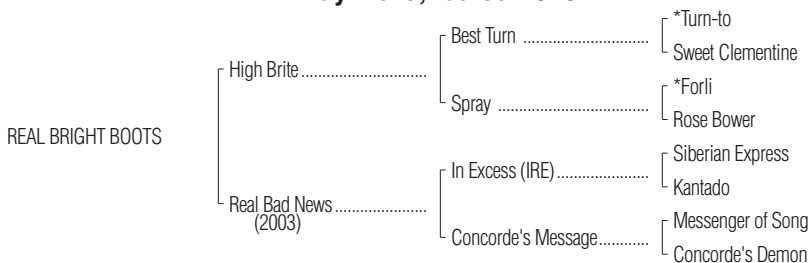 *Turn-to
Best Turn ................................
Sweet Clementine
High Brite ................................
*Forli
Spray ......................................
Rose Bower
REAL BRIGHT BOOTS
Siberian Express
In Excess (IRE) .......................
Kantado
Real Bad News .......................
(2003)
Messenger of Song
Concorde's Message ............
Concorde's Demon